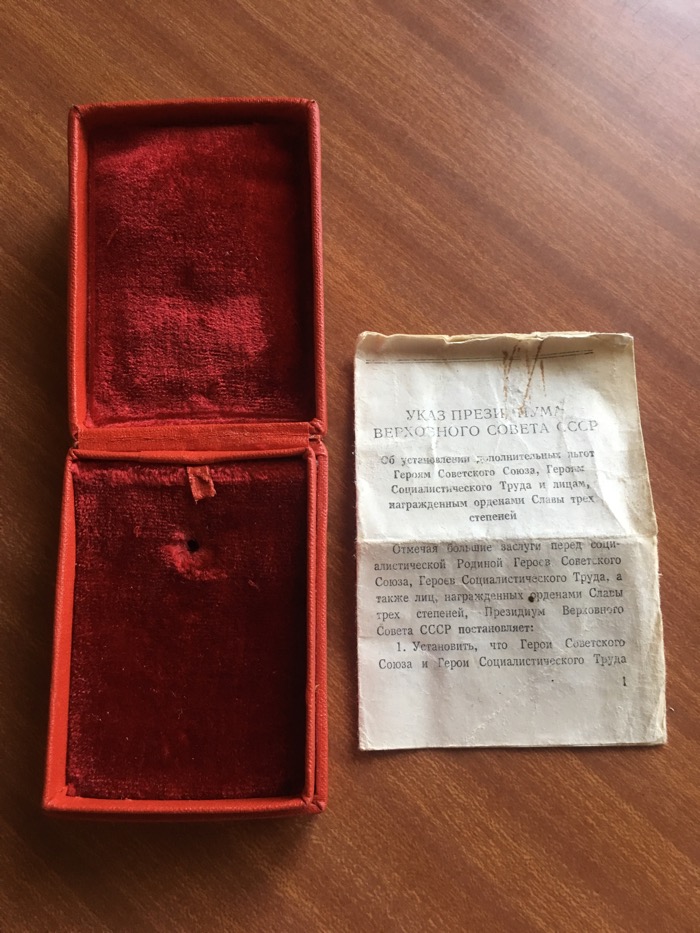 УКАЗ ПРЕЗИДИУМА
ВЕРХОВНОГО СОВЕТА СССР
Об установлении дополнительных льгот
Героям Советского Союза, Героям
Социалистического Труда и лицам,
награжденным орденами Славы трех
степеней
Отмечая большие заслуги перед соци-
алистической Родиной Героев Советского
Союза, Героев Социалистического Труда, а
также лиц, награжденных орденами Славы
трех степеней, Президиум Верховного
Совета СССР постановляет:
1. Установить, что Герои Советского
Союза и Герои Социалистического Труда
1